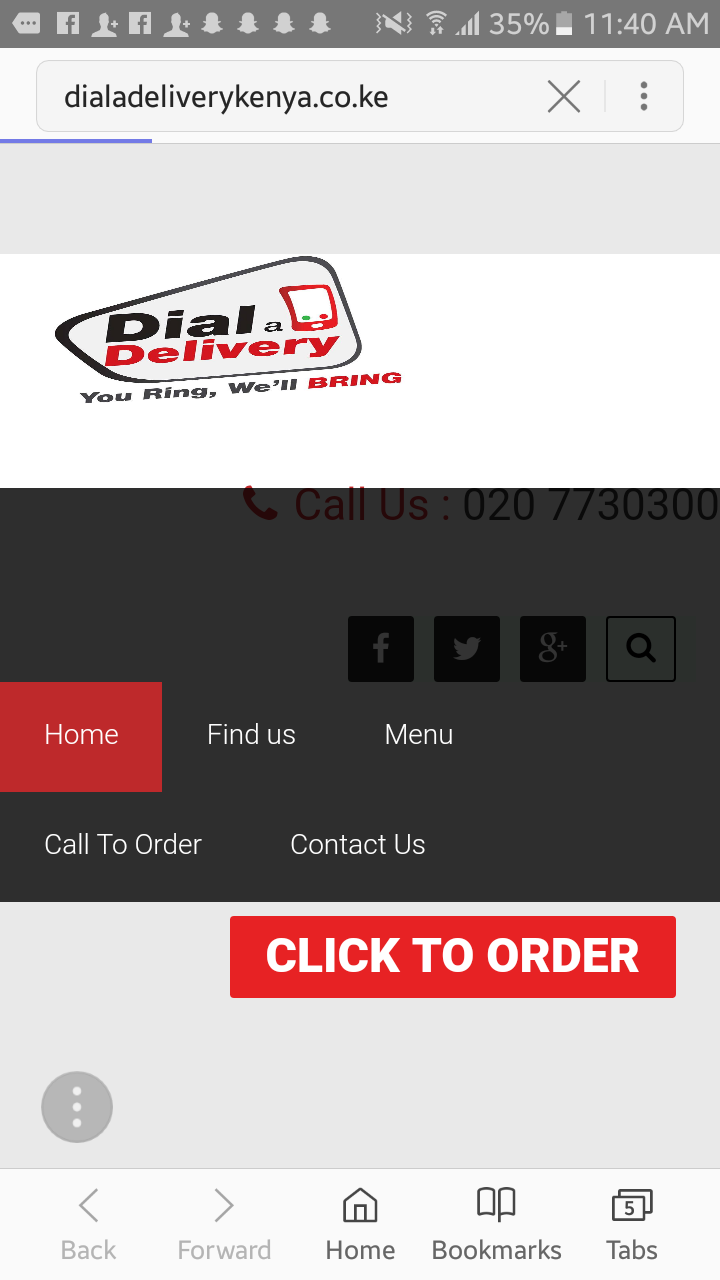 35% 11:40 AM
dialadeliverykenya.co.ke
Dial a
Delivery
You Ring, We'll BRING
Call Us : 020 7730300
f g+
Home Find us Menu
Call To Order Contact Us
CLICK TO ORDER
Back Forward Home Bookmarks 5 Tabs